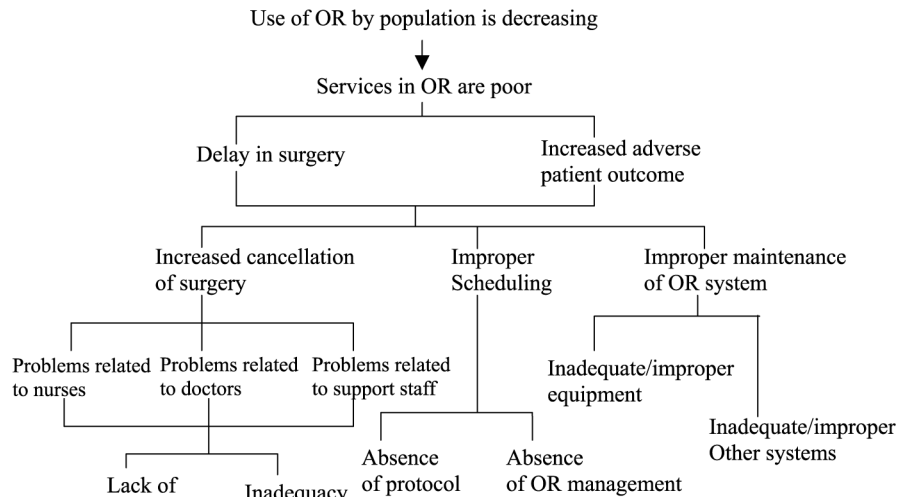 Use of OR by population is decreasing
Services in OR are poor
Delay in surgery
Increased adverse
patient outcome
Increased cancellation
of surgery
Improper
Scheduling
Improper maintenance
of OR system
Problems related
to nurses
Problems related
to doctors
Problems related
to support staff
Inadequate/improper
equipment
Inadequate/improper
Other systems
Absence
of protocol
Absence
of OR management
Lack of
Inadequacy